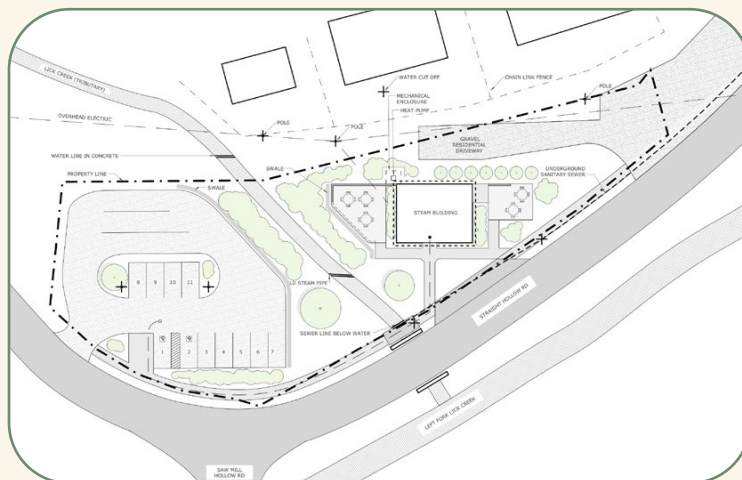 LICK CREEK (TRIBUTARY)
WATER CUT OFF
CHAIN LINK FENCE
MECHANICAL
ENCLOSURE
HEAT PUMP
POLE
OVERHEAD ELECTRIC
POLE
POLE
GRAVEL
RESIDENTIAL
DRIVEWAY
WATER LINE IN CONCRETE
PROPERTY LINE
SWALE
UNDERGROUND
SANITARY SEWER
SWALE
STEAM BUILDING
8
9
10
11
LD STEAM PIPE
STRAIGHT HOLLOW RD
SEWER LINE BELOW WATER
1
2
3
4
5
6
7
LEFT FORK LICK CREEK
SAW MILL
HOLLOW RD